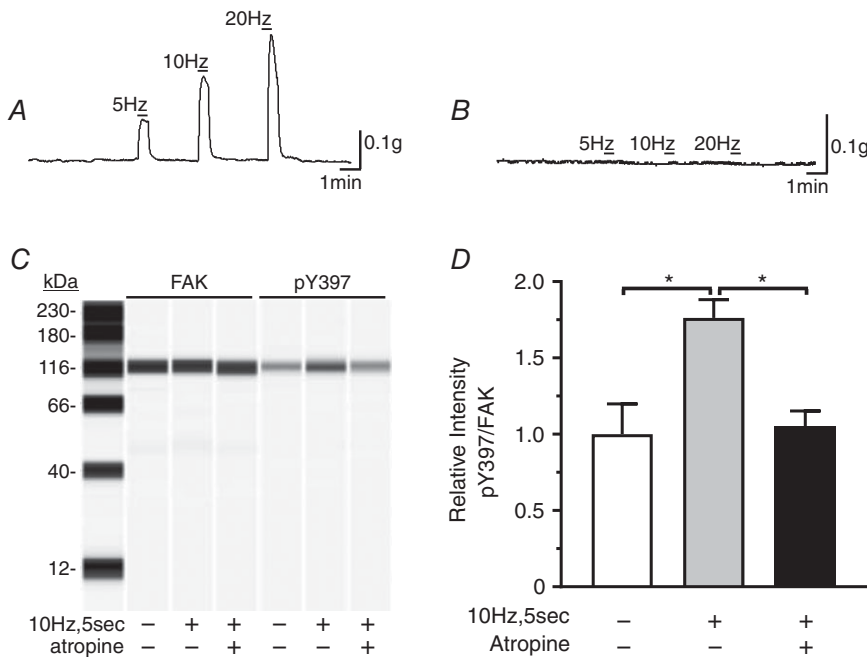 A
5Hz
10Hz
20Hz
0.1g
1min
B
5Hz 10Hz 20Hz
0.1g
1min
C
kDa FAK pY397
230-
180-
116-
66-
40-
12-
10Hz,5sec − + + − + +
atropine − − + − − +
D
Relative Intensity
pY397/FAK
2.0
1.5
1.0
0.5
0
* *
10Hz,5sec − + +
Atropine − − +